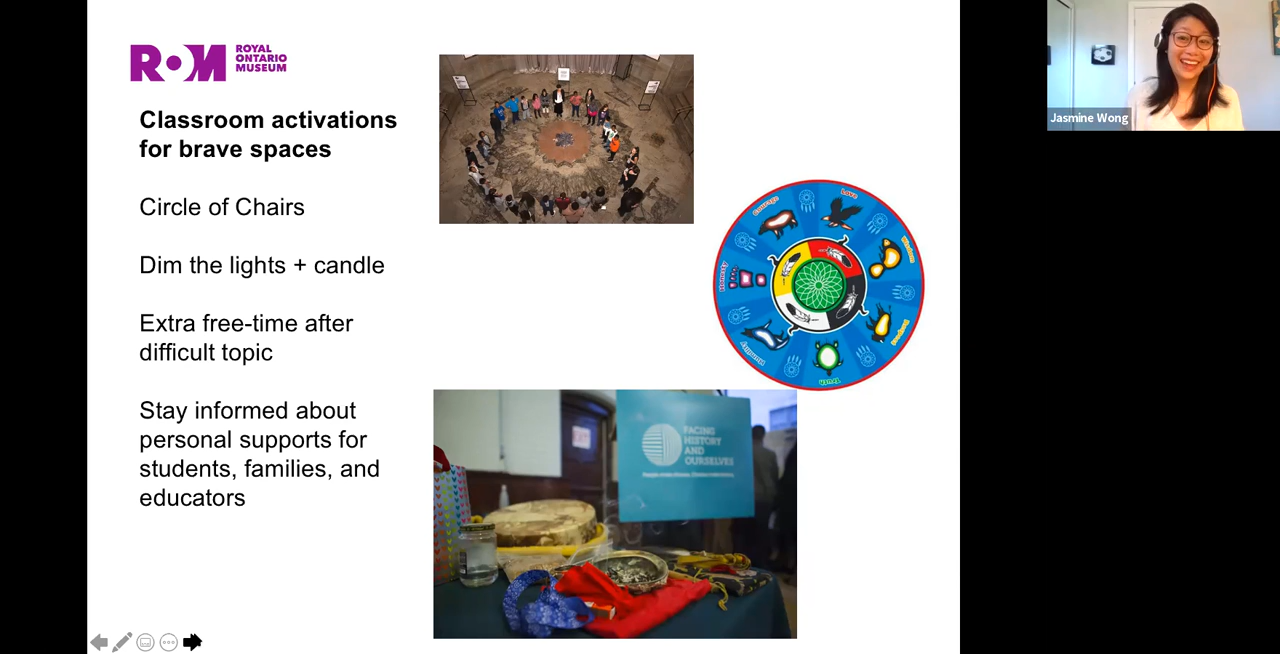 ROM
ROYAL
ONTARIO
MUSEUM
Classroom activations
for brave spaces
Circle of Chairs
Dim the lights + candle
Extra free-time after
difficult topic
Stay informed about
personal supports for
students, families, and
educators
Love
Wisdom
Respect
Truth
Humility
Honesty
Courage
FACING
HISTORY
AND
OURSELVES
Jasmine Wong